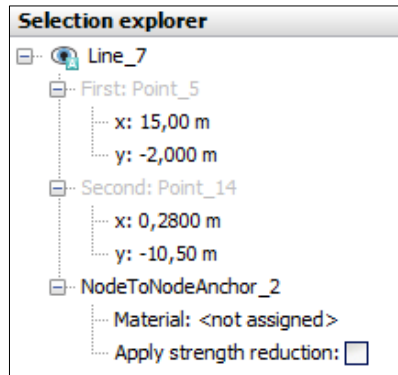 Selection explorer
Line_7
First: Point_5
x: 15,00 m
y: -2,000 m
Second: Point_14
x: 0,2800 m
y: -10,50 m
NodeToNodeAnchor_2
Material: <not assigned>
Apply strength reduction: